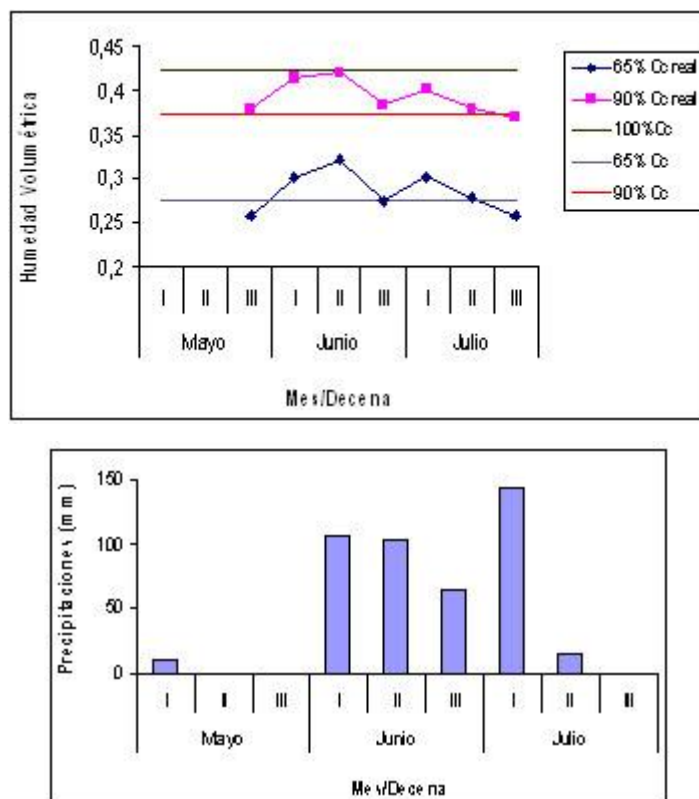 0,45
0,4
0,35
0,3
0,25
0,2
Humedad Volumétrica
I II III I II III I II III
Mayo Junio Julio
Mes/Decena
65% Cc real
90% Cc real
100%Cc
65% Cc
90% Cc
150
100
50
0
Precipitaciones (mm)
I II III I II III I II III
Mayo Junio Julio
Mes/Decena